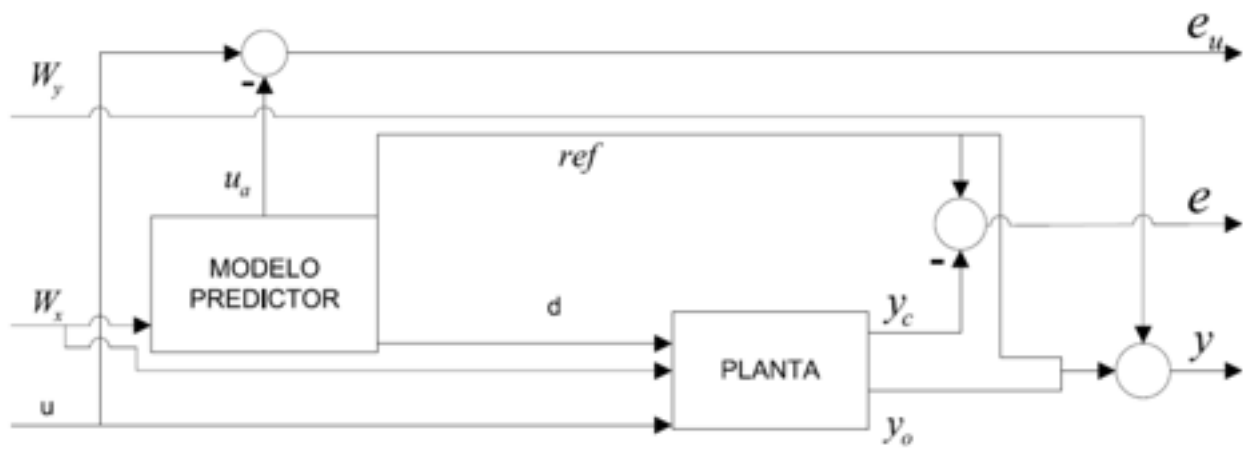 e_u
W_y
-
ref
u_a
e
MODELO
PREDICTOR
-
W_x
d
y_c
y
PLANTA
u
y_o